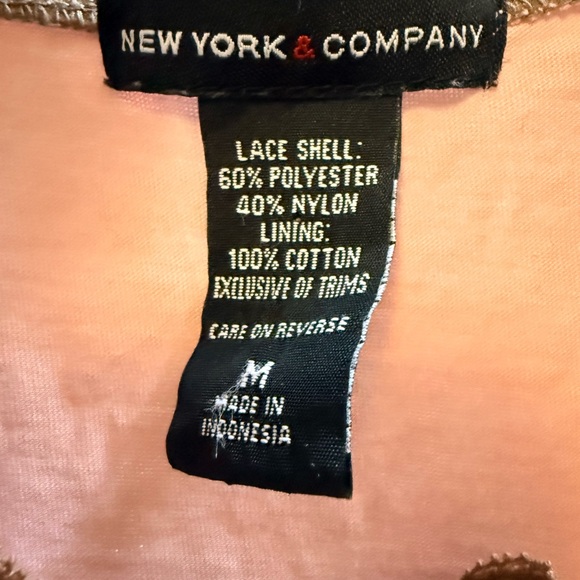 NEW YORK & COMPANY
LACE SHELL:
60% POLYESTER
40% NYLON
LINING:
100% COTTON
EXCLUSIVE OF TRIMS
CARE ON REVERSE
M
MADE IN
INDONESIA